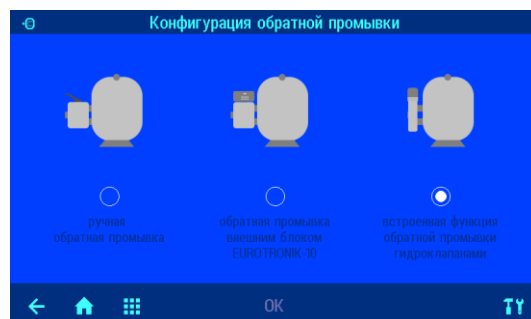 Конфигурация обратной промывки
ручная
обратная промывка
обратная промывка
внешним блоком
EUROTRONIK-10
встроенная функция
обратной промывки
гидроклапанами
OK